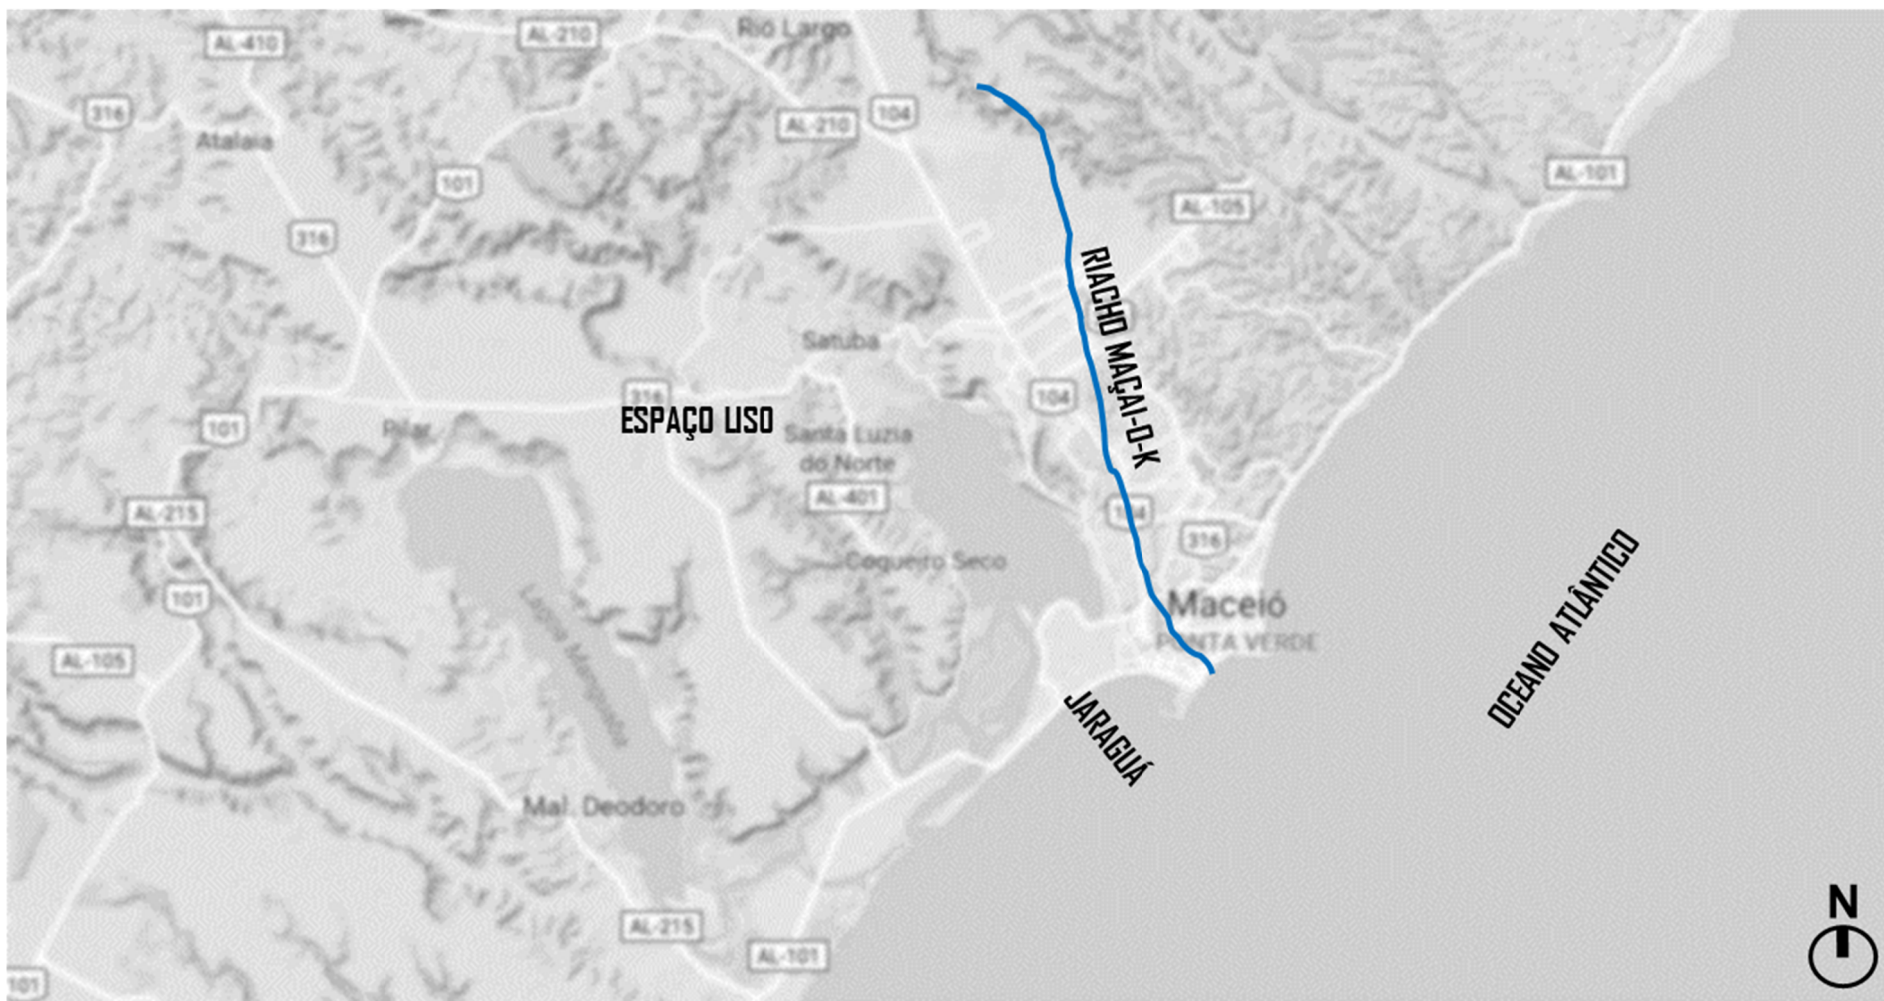 AL-410
AL-210
Rio Largo
316
AL-210
104
Atalaia
AL-101
101
AL-105
316
RIACHO MAÇAI-O-K
Satuba
316
104
ESPAÇO LISO
101
Pilar
Santa Luzia
do Norte
AL-401
AL-215
104
316
Coqueiro Seco
OCEANO ATLÂNTICO
101
Maceió
PONTA VERDE
Laguna Manguaba
AL-105
JARAGUÁ
Mal. Deodoro
N
AL-215
AL-101
101